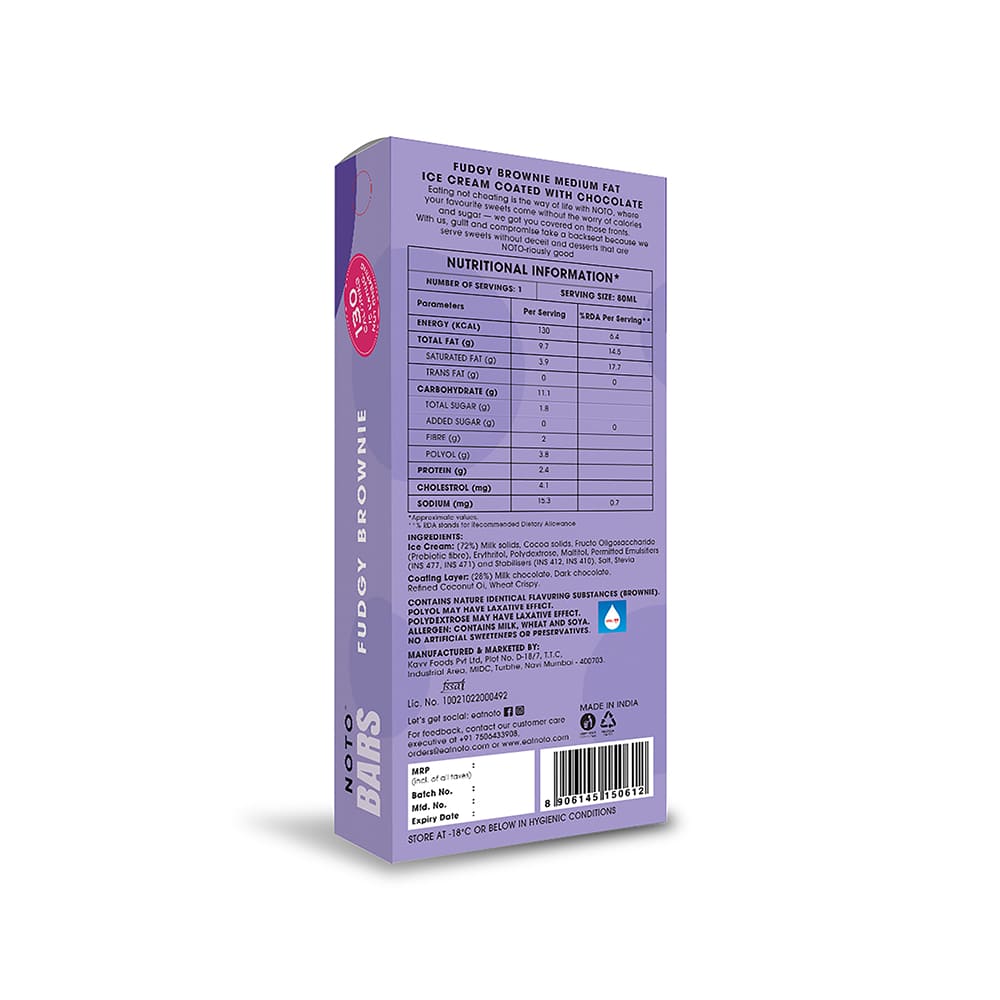 FUDGY BROWNIE MEDIUM FAT
ICE CREAM COATED WITH CHOCOLATE
Eating not cheating is the way of life with NOTO, where
your favourite sweets come without the worry of calories
and sugar — we got you covered on those fronts.
With us, guilt and compromise take a backseat because we
serve sweets without deceit and desserts that are
NOTO-riously good
NUTRITIONAL INFORMATION*
NUMBER OF SERVINGS: 1 SERVING SIZE: 80ML
Parameters Per Serving %RDA Per Serving**
ENERGY (KCAL) 130 6.4
TOTAL FAT (g) 9.7 14.5
SATURATED FAT (g) 3.9 17.7
TRANS FAT (g) 0 0
CARBOHYDRATE (g) 11.1
TOTAL SUGAR (g) 1.8
ADDED SUGAR (g) 0 0
FIBRE (g) 2
POLYOL (g) 3.8
PROTEIN (g) 2.4
CHOLESTROL (mg) 4.1
SODIUM (mg) 15.3 0.7
*Approximate values.
**% RDA stands for Recommended Dietary Allowance
INGREDIENTS:
Ice Cream: (72%) Milk solids, Cocoa solids, Fructo Oligosaccharide
(Prebiotic fibre), Erythritol, Polydextrose, Maltitol, Permitted Emulsifiers
(INS 477, INS 471) and Stabilisers (INS 412, INS 410), Salt, Stevia
Coating Layer: (28%) Milk chocolate, Dark chocolate,
Refined Coconut Oi, Wheat Crispy.
CONTAINS NATURE IDENTICAL FLAVOURING SUBSTANCES (BROWNIE).
POLYOL MAY HAVE LAXATIVE EFFECT.
POLYDEXTROSE MAY HAVE LAXATIVE EFFECT.
ALLERGEN: CONTAINS MILK, WHEAT AND SOYA.
NO ARTIFICIAL SWEETENERS OR PRESERVATIVES.
MANUFACTURED & MARKETED BY:
Kavv Foods Pvt Ltd, Plot No. D-18/7, T.T.C,
Industrial Area, MIDC, Turbhe, Navi Mumbai - 400703.
fssai
Lic. No. 10021022000492
Let's get social: eatnoto
For feedback, contact our customer care
executive at +91 7506433908,
orders@eatnoto.com or www.eatnoto.com
MADE IN INDIA
MRP :
(incl. of all taxes)
Batch No. :
Mfd. No. :
Expiry Date :
8 906145 150612
STORE AT -18°C OR BELOW IN HYGIENIC CONDITIONS
130
CALORIES
NOTO
BARS
FUDGY BROWNIE